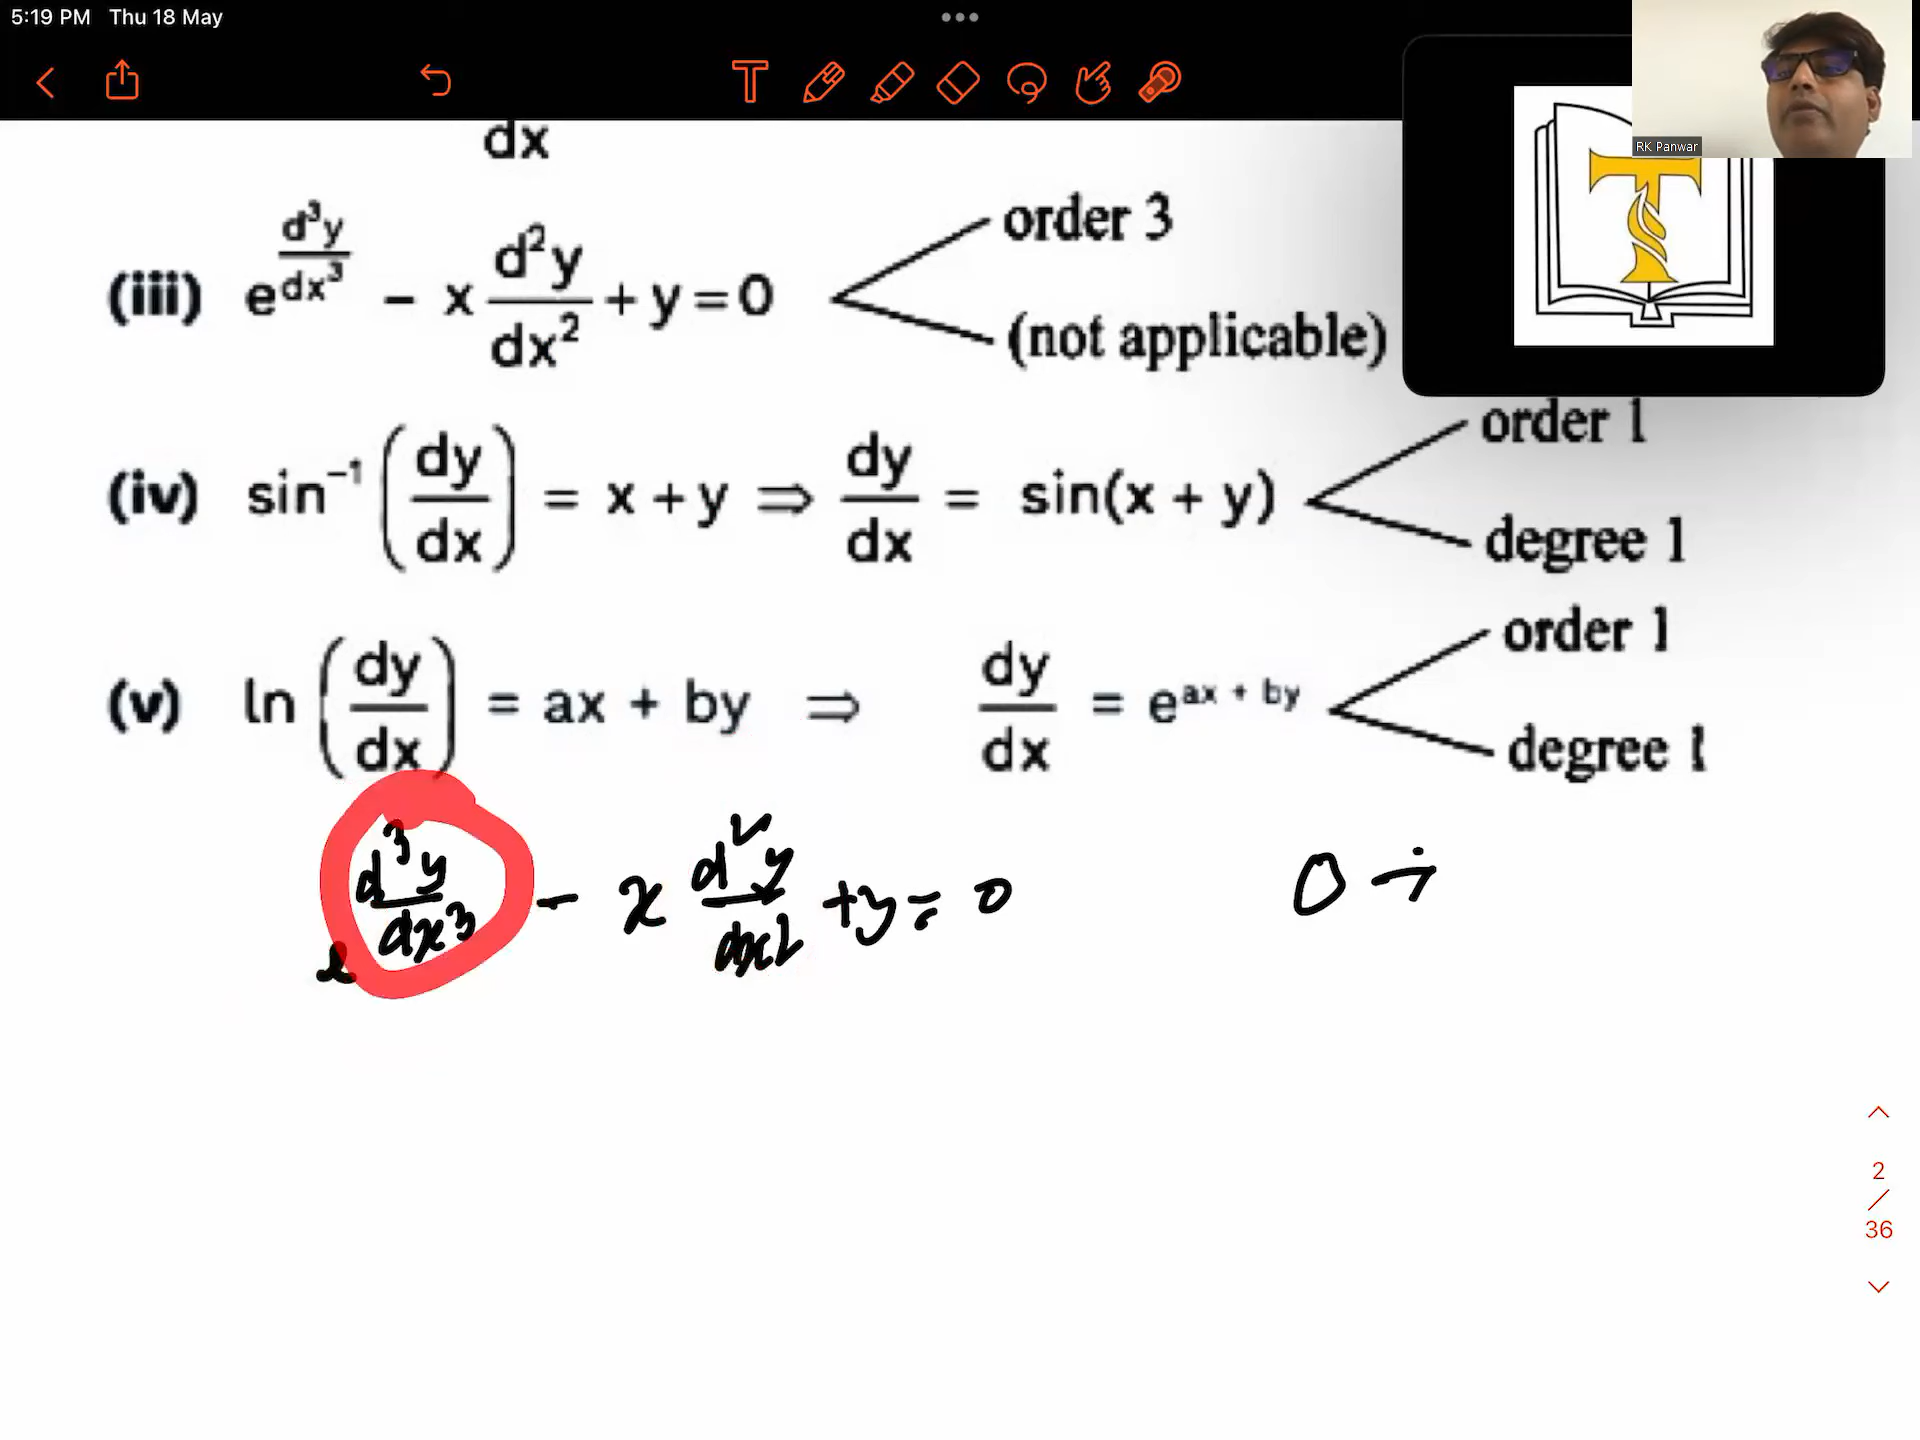 5:19 PM Thu 18 May
RK Panwar
dx
(iii) e^(d³y/dx³) − x d²y/dx² + y = 0
order 3
(not applicable)
(iv) sin⁻¹(dy/dx) = x + y ⇒ dy/dx = sin(x + y)
order 1
degree 1
(v) ln(dy/dx) = ax + by ⇒ dy/dx = e^(ax + by)
order 1
degree 1
e^(d³y/dx³) − x d²y/dx² + y = 0
2
/
36